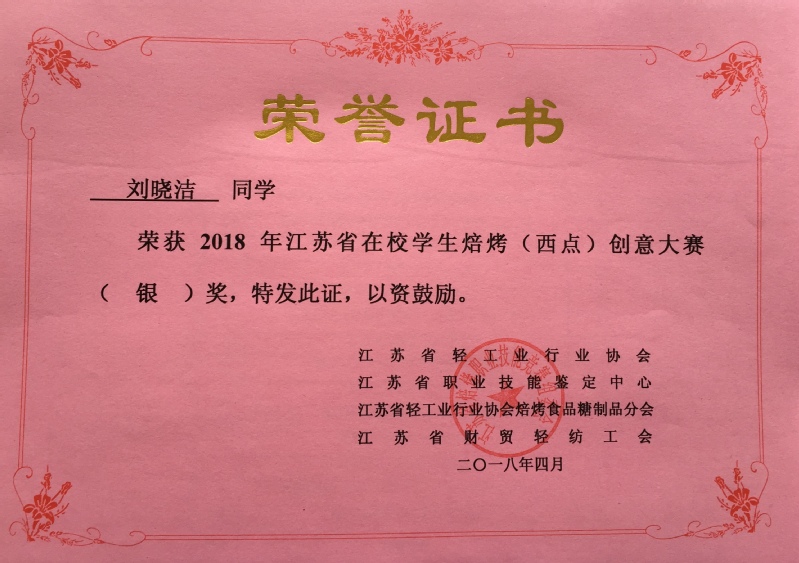 荣誉证书
刘晓洁 同学
荣获 2018 年江苏省在校学生焙烤（西点）创意大赛
（ 银 ）奖，特发此证，以资鼓励。
江苏省轻工业行业协会
江苏省职业技能鉴定中心
江苏省轻工业行业协会焙烤食品糖制品分会
江苏省财贸轻纺工会
二〇一八年四月